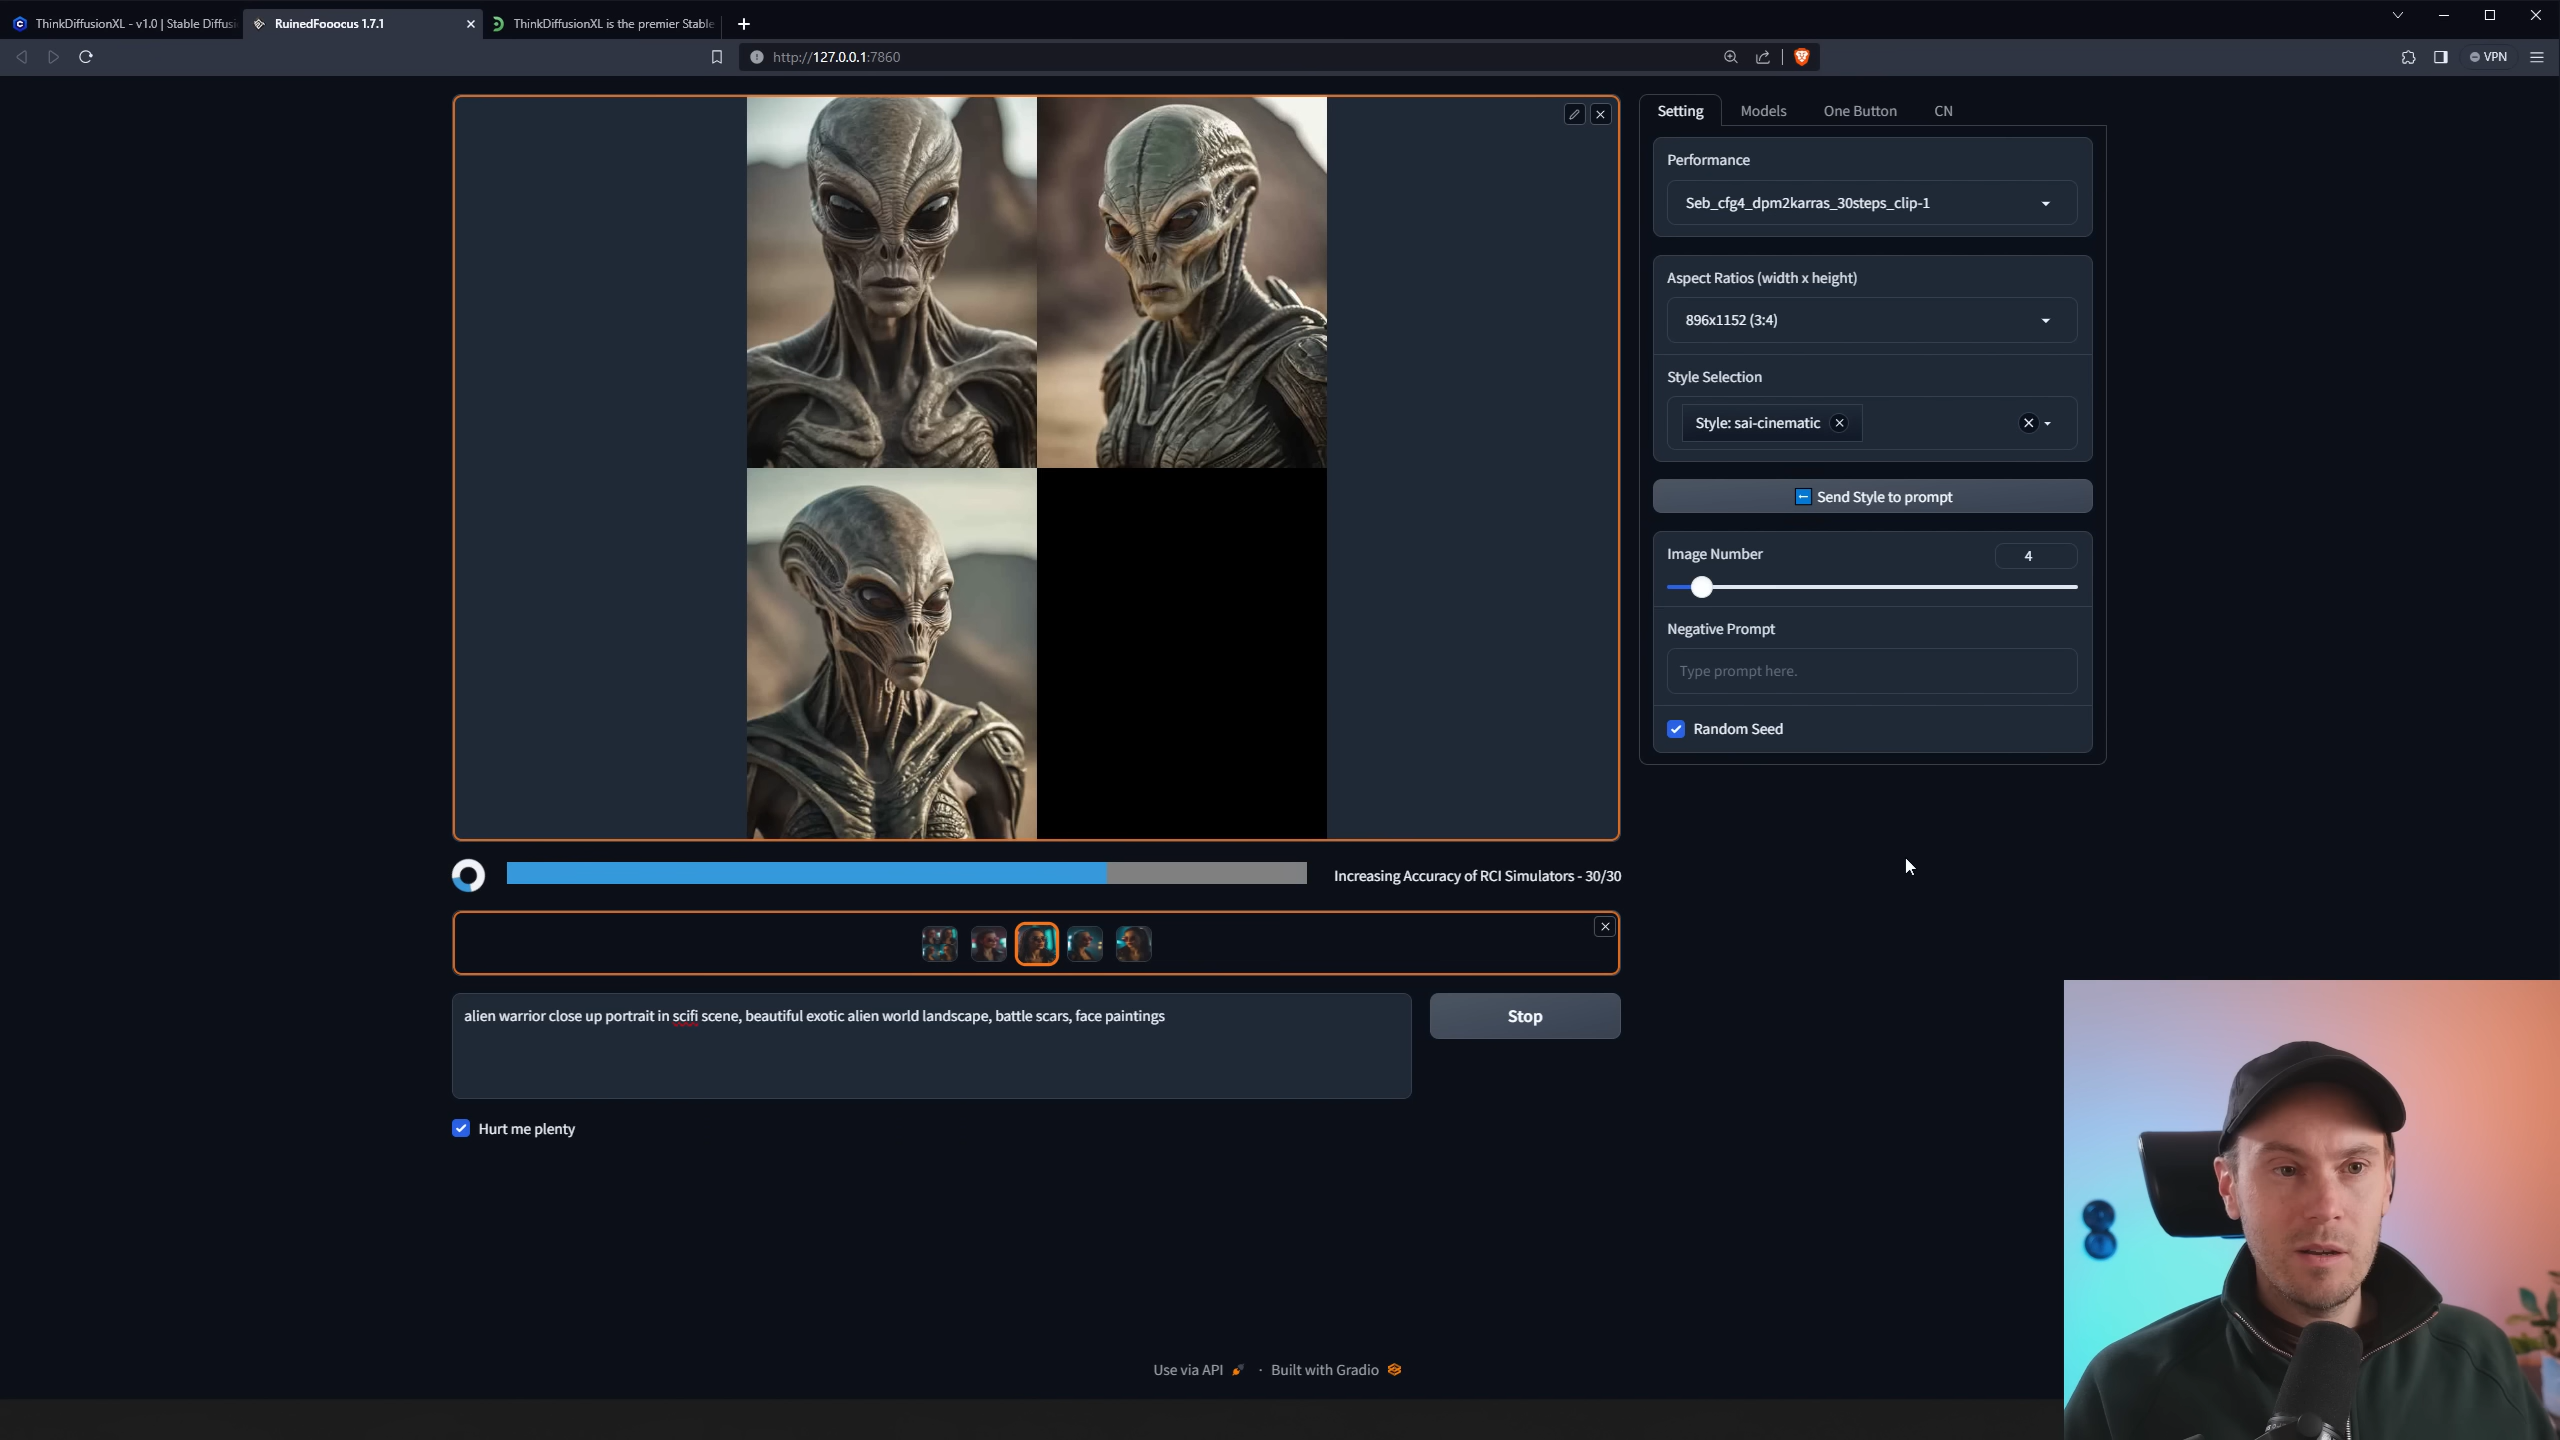 ThinkDiffusionXL - v1.0 | Stable Diffusi
RuinedFooocus 1.7.1
ThinkDiffusionXL is the premier Stable
http://127.0.0.1:7860
VPN
Setting
Models
One Button
CN
Performance
Seb_cfg4_dpm2karras_30steps_clip-1
Aspect Ratios (width x height)
896x1152 (3:4)
Style Selection
Style: sai-cinematic
Send Style to prompt
Image Number
4
Negative Prompt
Type prompt here.
Random Seed
Increasing Accuracy of RCI Simulators - 30/30
alien warrior close up portrait in scifi scene, beautiful exotic alien world landscape, battle scars, face paintings
Stop
Hurt me plenty
Use via API · Built with Gradio